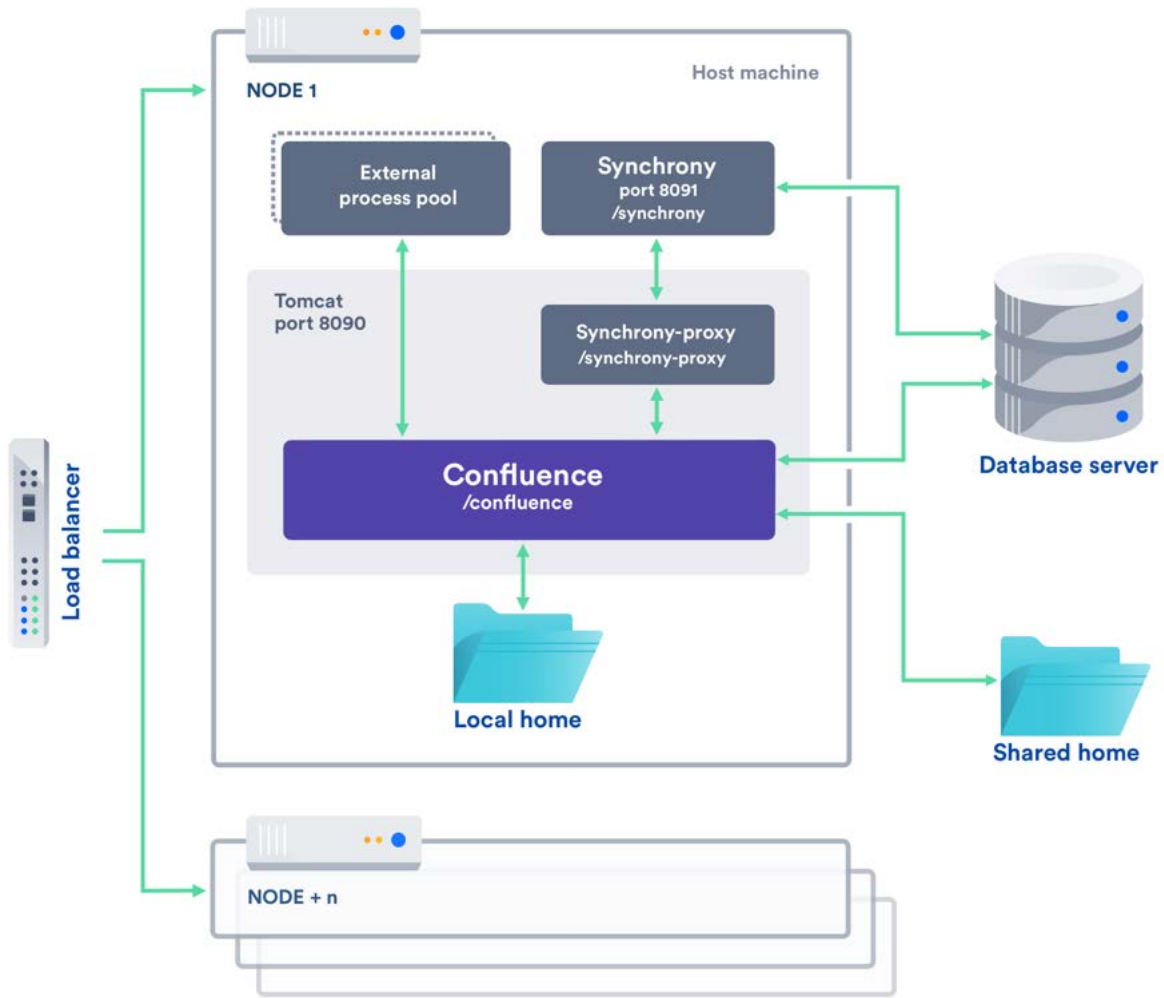 Host machine
NODE 1
External
process pool
Synchrony
port 8091
/synchrony
Tomcat
port 8090
Synchrony-proxy
/synchrony-proxy
Confluence
/confluence
Load balancer
Database server
Local home
Shared home
NODE + n